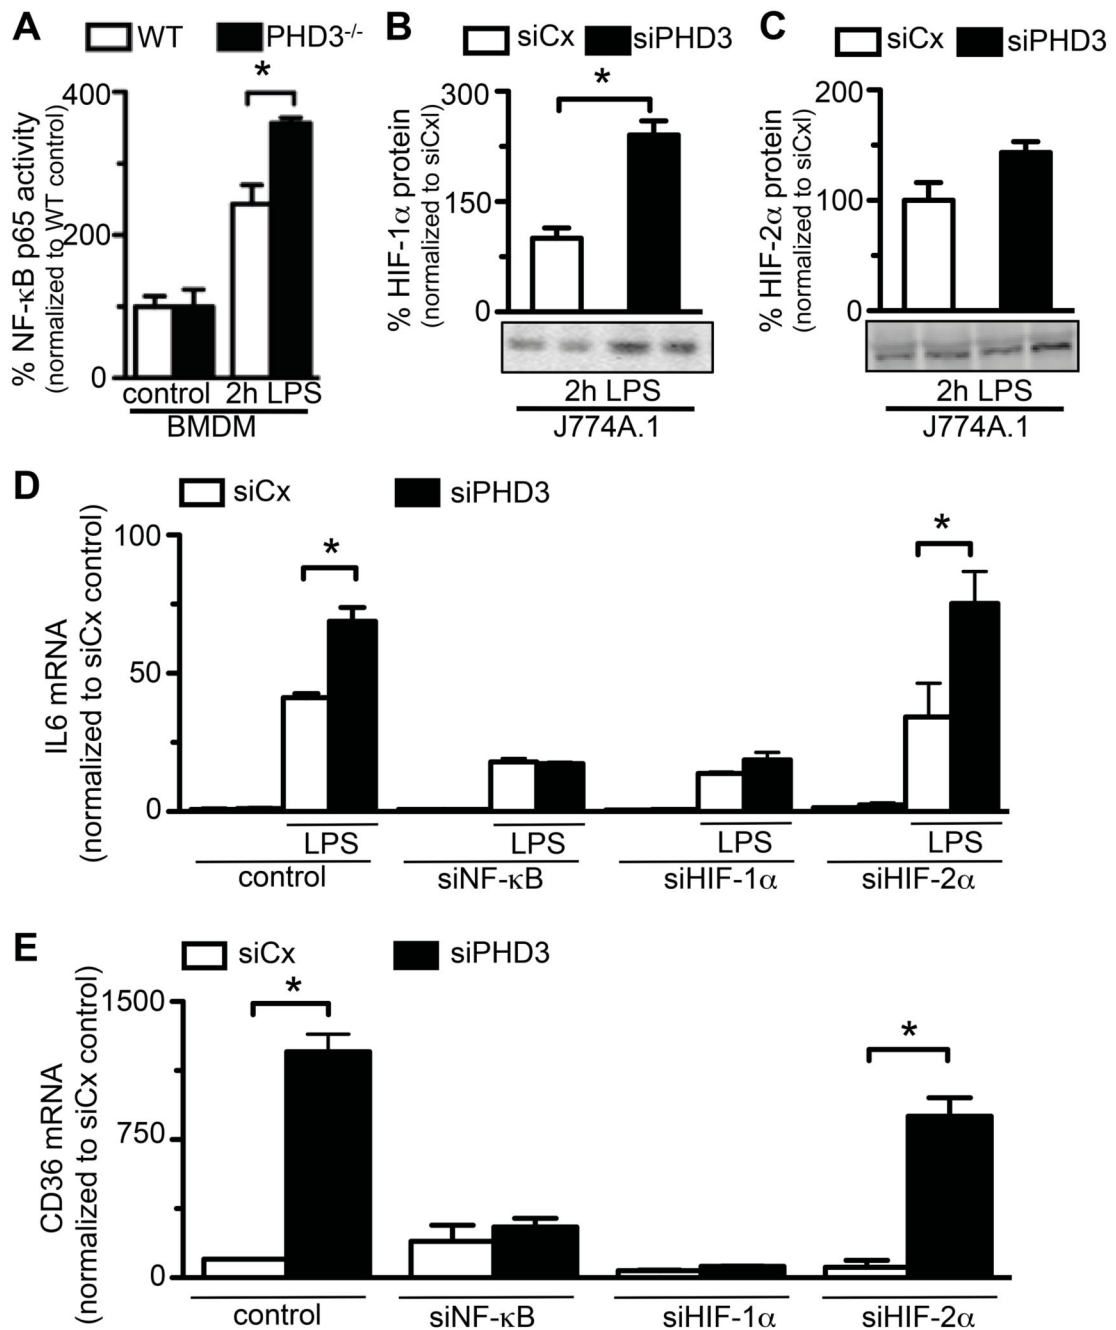 A
WT
PHD3-/-
*
% NF-κB p65 activity
(normalized to WT control)
400
200
0
control
2h LPS
BMDM
B
siCx
siPHD3
*
% HIF-1α protein
(normalized to siCxl)
300
150
0
2h LPS
J774A.1
C
siCx
siPHD3
% HIF-2α protein
(normalized to siCxl)
200
100
0
2h LPS
J774A.1
D
siCx
siPHD3
IL6 mRNA
(normalized to siCx control)
100
50
0
*
*
LPS
LPS
LPS
LPS
control
siNF-κB
siHIF-1α
siHIF-2α
E
siCx
siPHD3
CD36 mRNA
(normalized to siCx control)
1500
750
0
*
*
control
siNF-κB
siHIF-1α
siHIF-2α